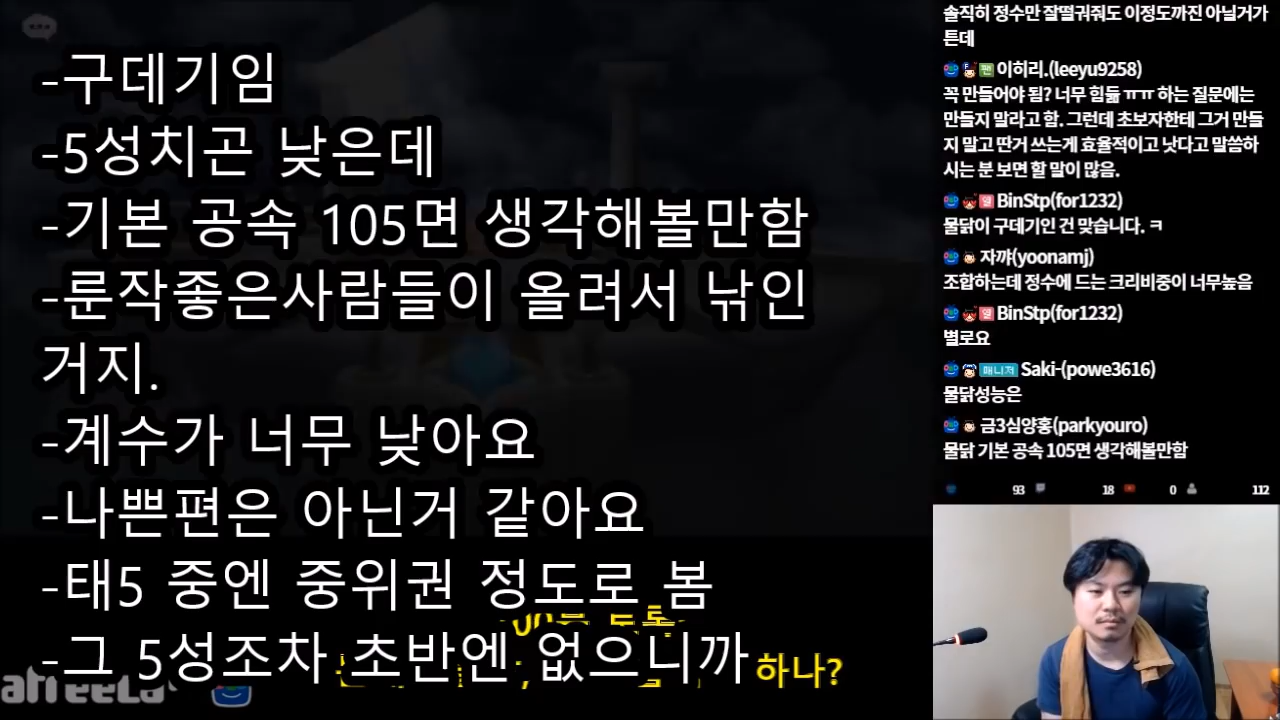 -구데기임
-5성치곤 낮은데
-기본 공속 105면 생각해볼만함
-룬작좋은사람들이 올려서 낚인
거지.
-계수가 너무 낮아요
-나쁜편은 아닌거 같아요
-태5 중엔 중위권 정도로 봄
-그 5성조차 초반엔 없으니까
하나?
솔직히 정수만 잘떨궈줘도 이정도까진 아닐거가
튼데
이히리.(leeyu9258)
꼭 만들어야 됨? 너무 힘듦 ㅠㅠ 하는 질문에는
만들지 말라고 함. 그런데 초보자한테 그거 만들
지 말고 딴거 쓰는게 효율적이고 낫다고 말씀하
시는 분 보면 할 말이 많음.
BinStp(for1232)
물닭이 구데기인 건 맞습니다. ㅋ
자까(yoonamj)
조합하는데 정수에 드는 크리비중이 너무높음
BinStp(for1232)
별로요
매니저 Saki-(powe3616)
물닭성능은
금3심양홍(parkyouro)
물닭 기본 공속 105면 생각해볼만함
93 18 0 112